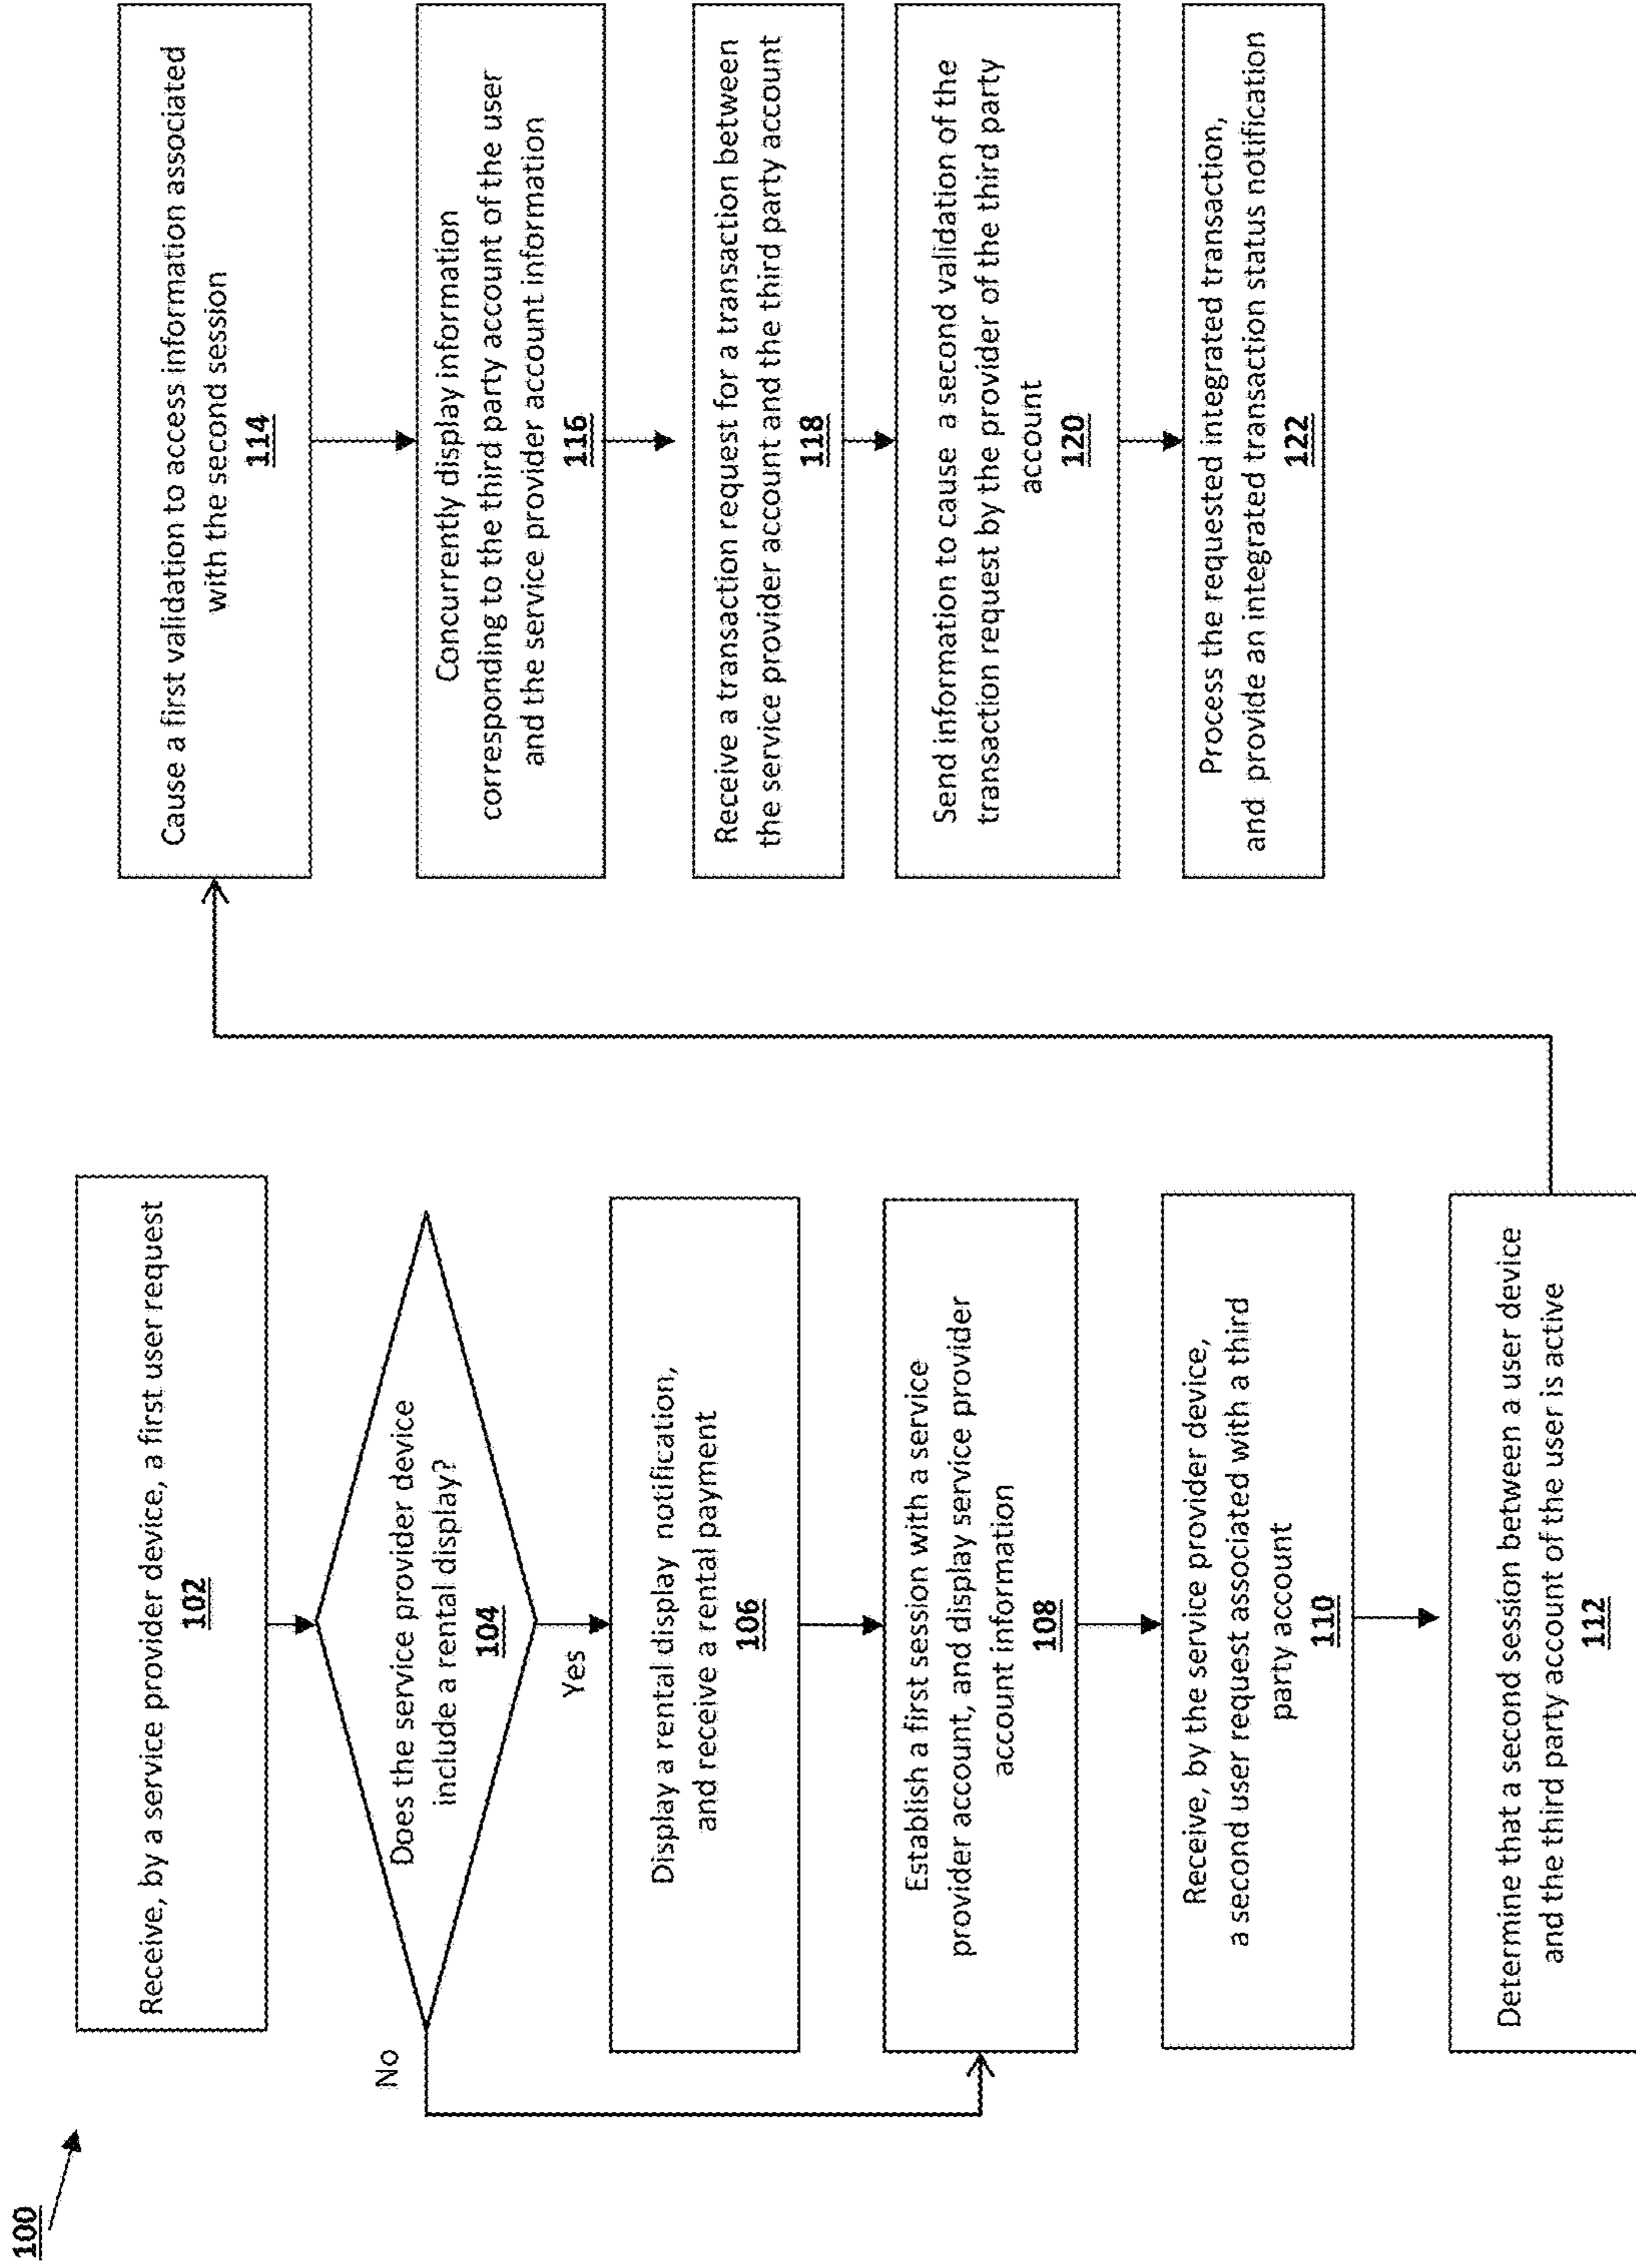 100
Receive, by a service provider device, a first user request
102
Does the service provider device
include a rental display?
104
No
Yes
Display a rental display notification,
and receive a rental payment
106
Establish a first session with a service
provider account, and display service provider
account information
108
Receive, by the service provider device,
a second user request associated with a third
party account
110
Determine that a second session between a user device
and the third party account of the user is active
112
Cause a first validation to access information associated
with the second session
114
Concurrently display information
corresponding to the third party account of the user
and the service provider account information
116
Receive a transaction request for a transaction between
the service provider account and the third party account
118
Send information to cause a second validation of the
transaction request by the provider of the third party
account
120
Process the requested integrated transaction,
and provide an integrated transaction status notification
122